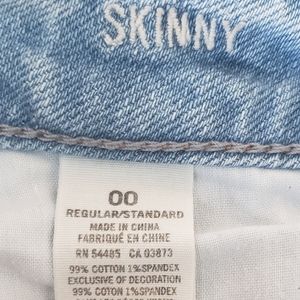 SKINNY
00
REGULAR/STANDARD
MADE IN CHINA
FABRIQUÉ EN CHINE
RN 54485 CA 03873
99% COTTON 1%SPANDEX
EXCLUSIVE OF DECORATION
99% COTON 1%SPANDEX